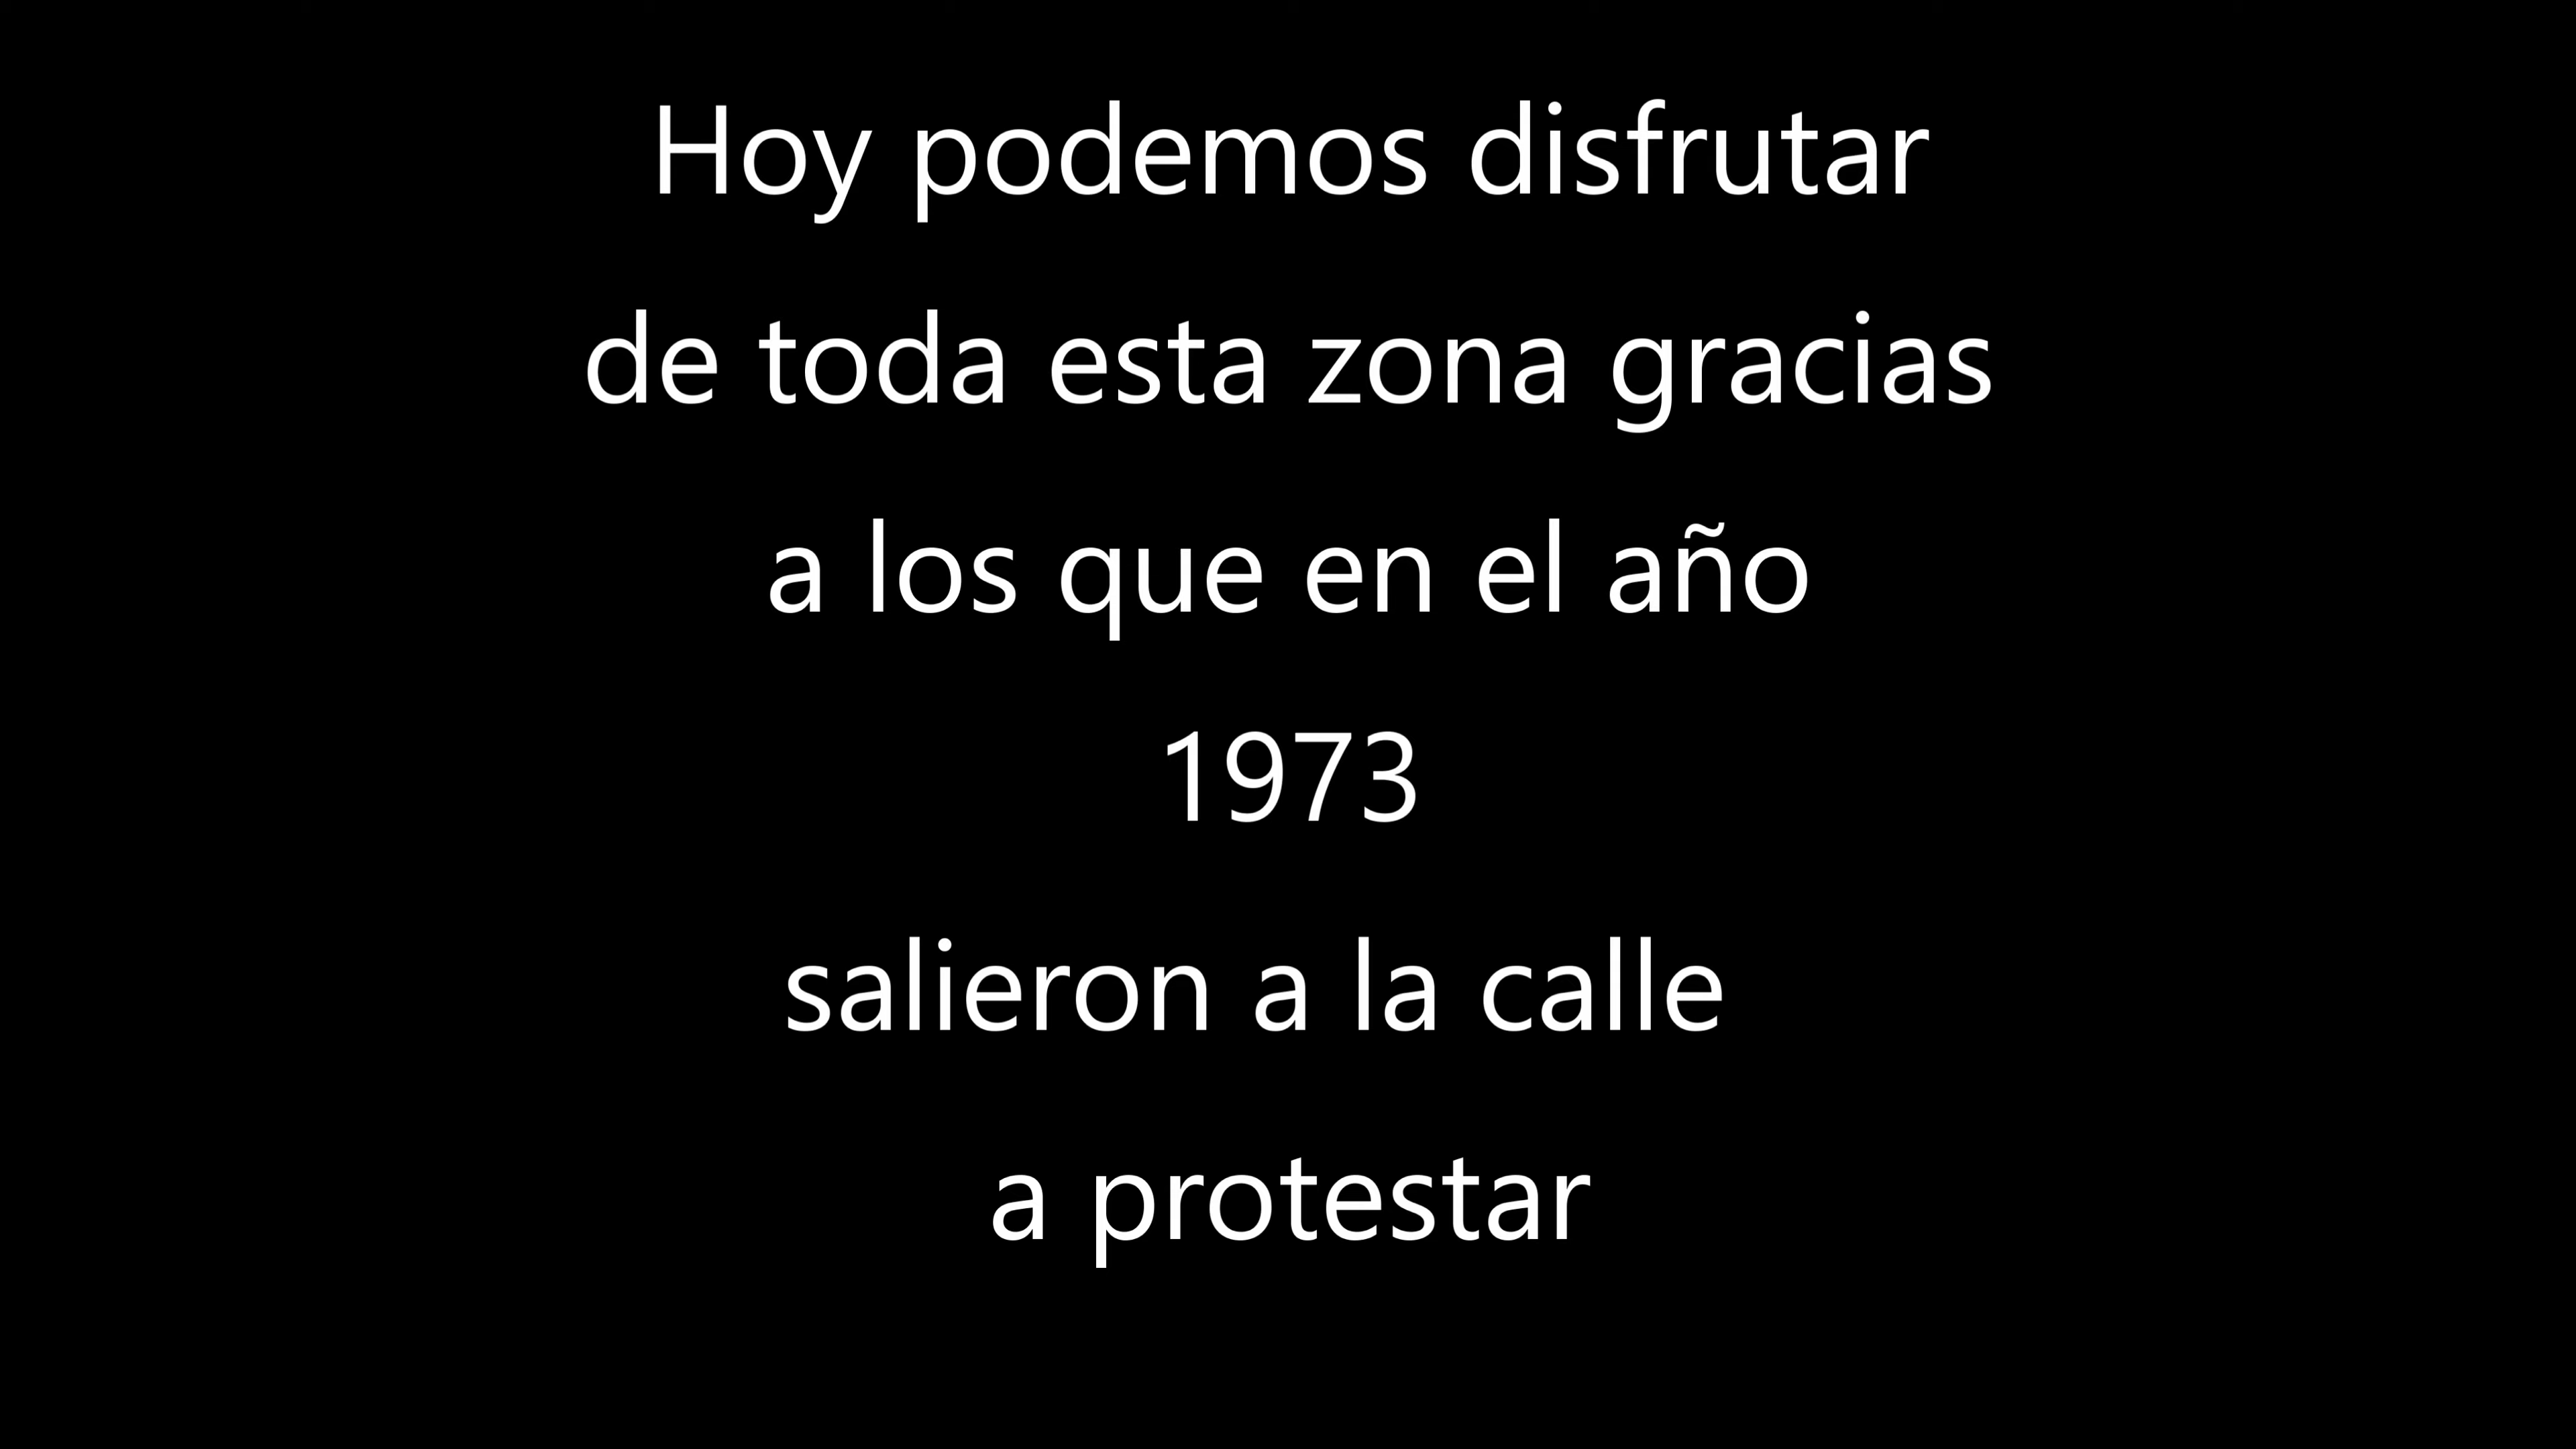 Hoy podemos disfrutar
de toda esta zona gracias
a los que en el año
1973
salieron a la calle
a protestar